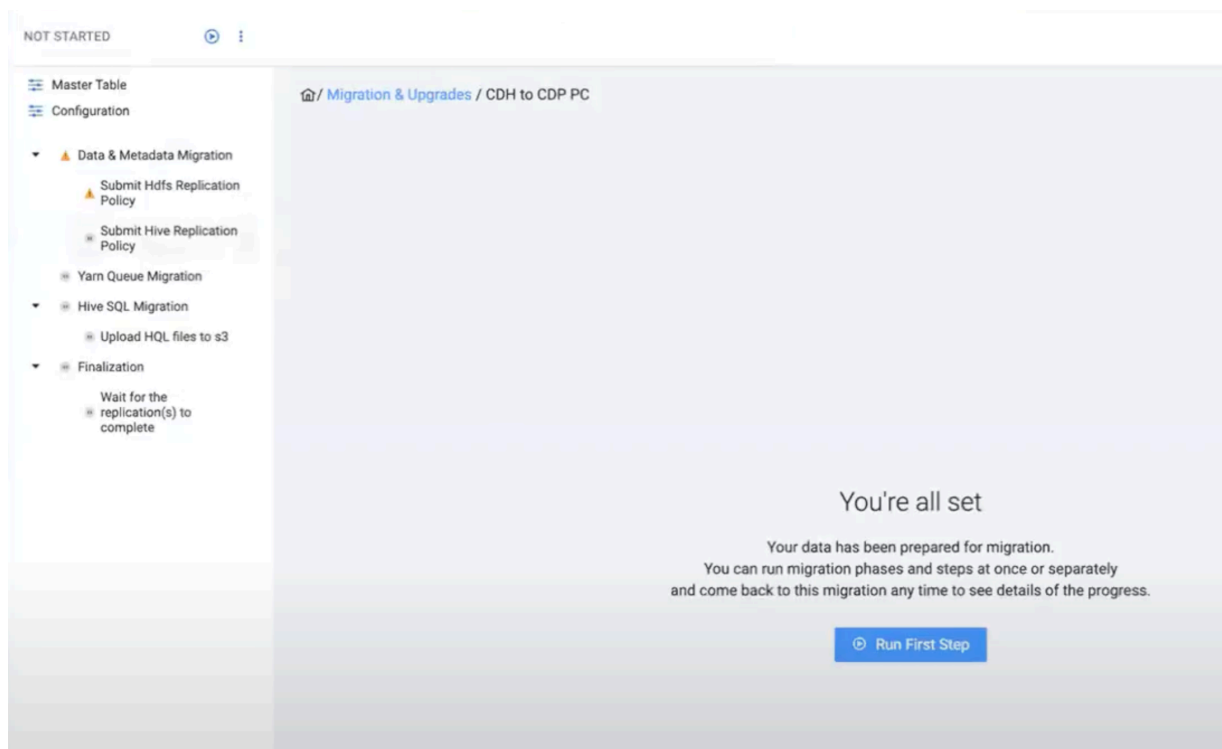 NOT STARTED
Master Table
Configuration
Data & Metadata Migration
Submit Hdfs Replication
Policy
Submit Hive Replication
Policy
Yarn Queue Migration
Hive SQL Migration
Upload HQL files to s3
Finalization
Wait for the
replication(s) to
complete
/ Migration & Upgrades / CDH to CDP PC
You're all set
Your data has been prepared for migration.
You can run migration phases and steps at once or separately
and come back to this migration any time to see details of the progress.
Run First Step